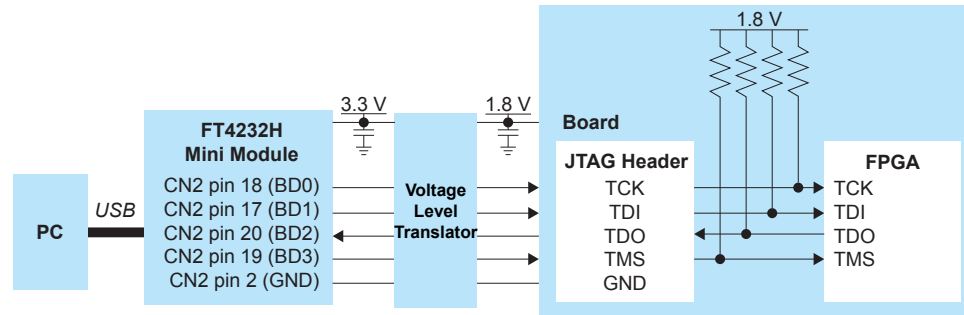 1.8 V
3.3 V
1.8 V
Board
FT4232H
Mini Module
JTAG Header
FPGA
CN2 pin 18 (BD0)
TCK
TCK
USB
CN2 pin 17 (BD1)
Voltage
TDI
TDI
PC
CN2 pin 20 (BD2)
Level
Translator
TDO
TDO
CN2 pin 19 (BD3)
TMS
TMS
CN2 pin 2 (GND)
GND